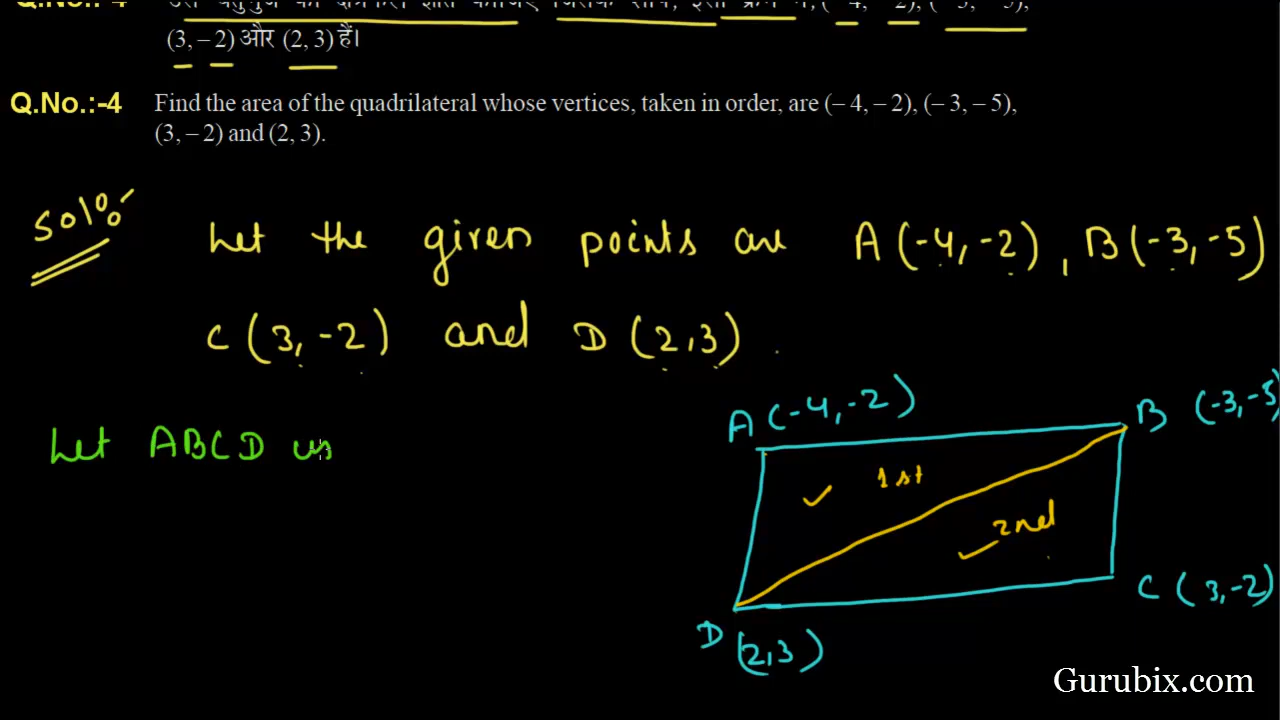 (3, – 2) और (2, 3) हैं।
Q.No.:-4 Find the area of the quadrilateral whose vertices, taken in order, are (– 4, – 2), (– 3, – 5),
(3, – 2) and (2, 3).
Let the given points are A(-4, -2), B(-3, -5)
C(3, -2) and D(2,3).
Let ABCD
A(-4,-2)
B (-3,-5)
1st
2nd
C (3,-2)
D(2,3)
Gurubix.com